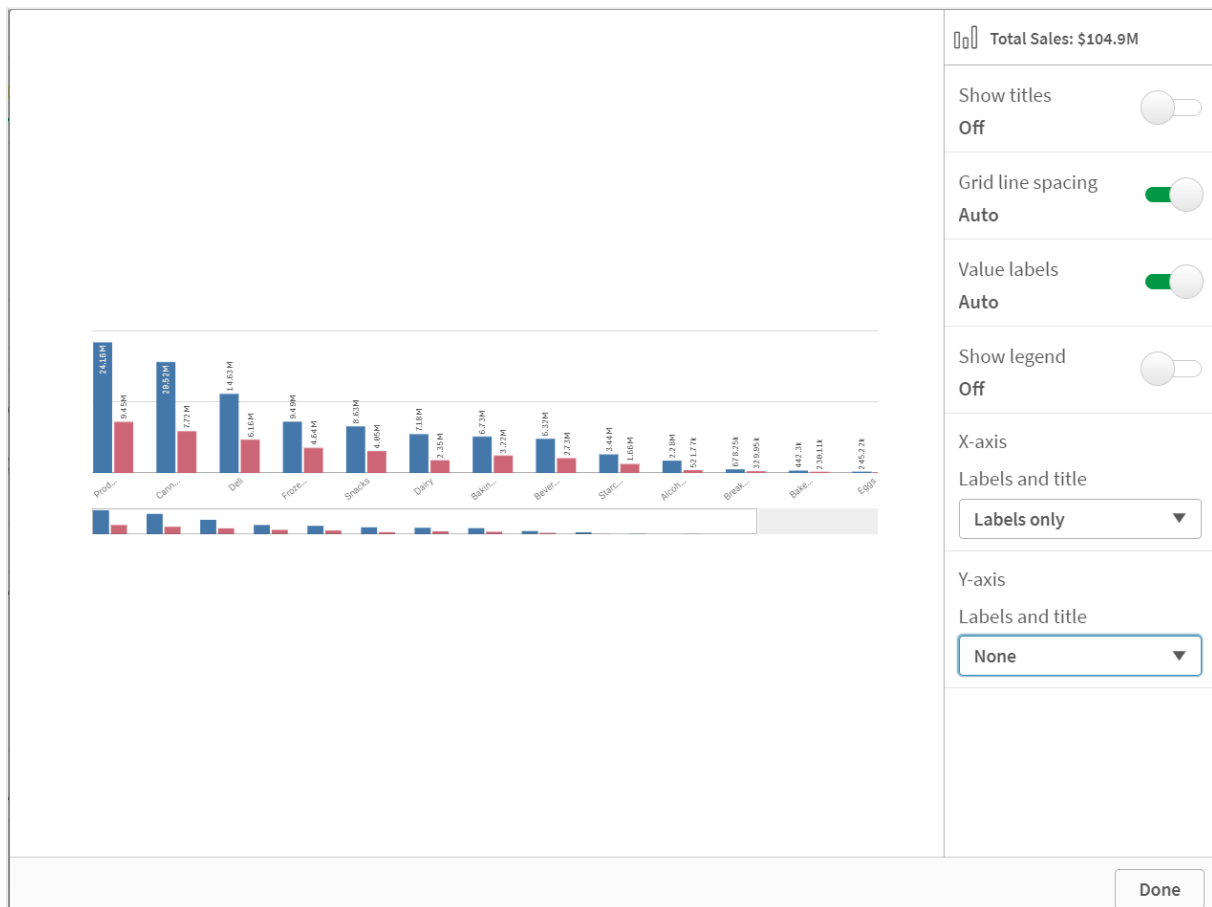 Total Sales: $104.9M
Show titles
Off
Grid line spacing
Auto
Value labels
Auto
Show legend
Off
X-axis
Labels and title
Labels only
Y-axis
Labels and title
None
24.18M
9.45M
20.52M
7.72M
14.63M
6.16M
9.49M
4.64M
8.63M
4.05M
7.18M
2.35M
6.73M
3.22M
6.32M
2.73M
3.44M
1.66M
2.28M
521.77k
678.25k
329.95k
442.3k
230.11k
245.22k
Prod...
Cann...
Deli
Froze...
Snacks
Dairy
Bakin...
Bever...
Starc...
Alcoh...
Break...
Bake...
Eggs
Done